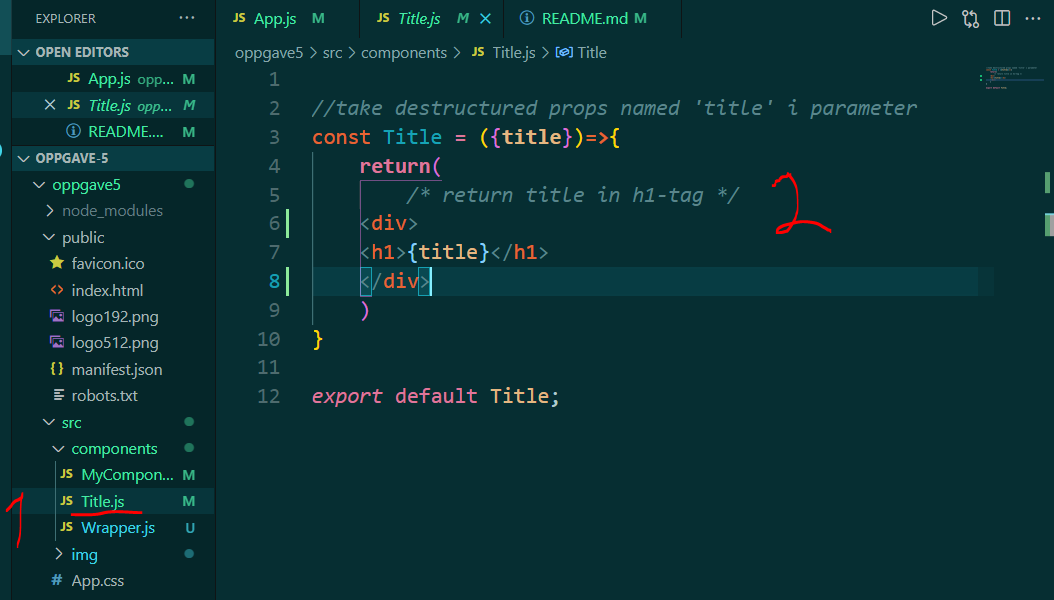 EXPLORER ...
OPEN EDITORS
JS App.js opp... M
JS Title.js opp... M
README.... M
OPPGAVE-5
oppgave5
node_modules
public
favicon.ico
index.html
logo192.png
logo512.png
manifest.json
robots.txt
src
components
JS MyCompon... M
JS Title.js M
JS Wrapper.js U
img
# App.css
1
JS App.js M JS Title.js M README.md M
oppgave5 > src > components > JS Title.js > Title
1
2 //take destructured props named 'title' i parameter
3 const Title = ({title})=>{
4 return(
5 /* return title in h1-tag */
6 <div>
7 <h1>{title}</h1>
8 </div>
9 )
10 }
11
12 export default Title;
2